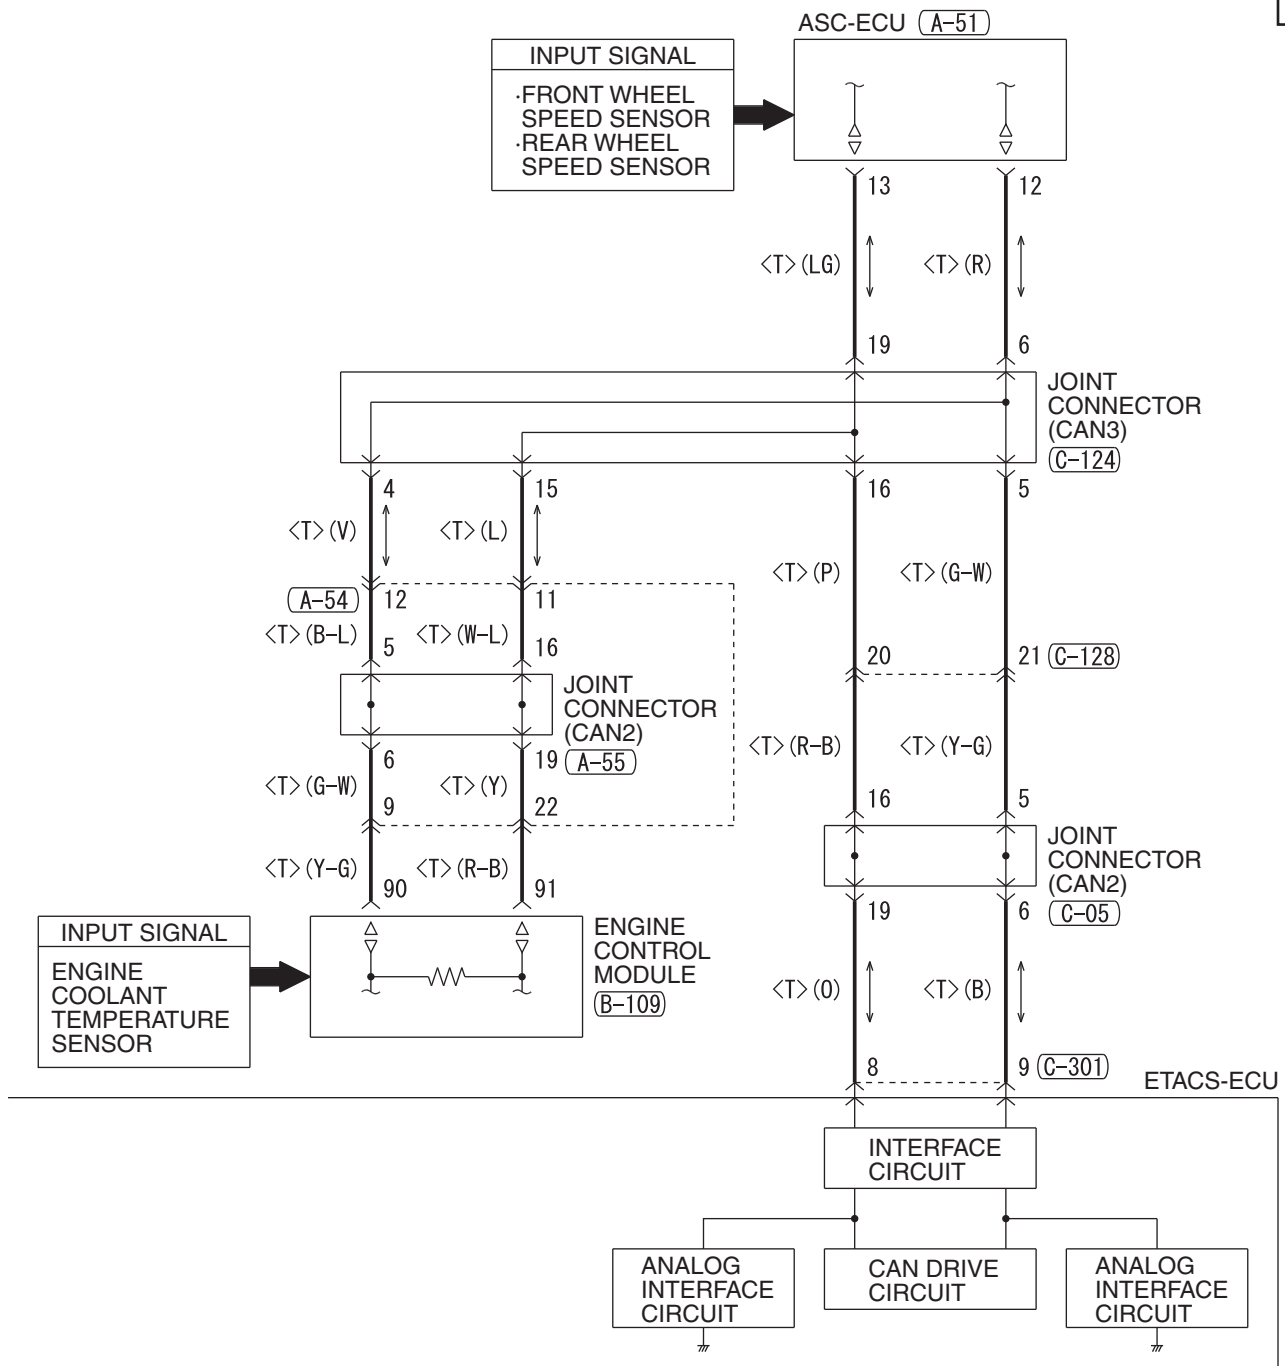 ASC-ECU (A-51)
INPUT SIGNAL
·FRONT WHEEL
SPEED SENSOR
·REAR WHEEL
SPEED SENSOR
13 12
<T>(LG) <T>(R)
19 6
JOINT
CONNECTOR
(CAN3)
C-124
4 15 16 5
<T>(V) <T>(L)
<T>(P) <T>(G-W)
A-54 12 11
<T>(B-L) <T>(W-L)
5 16
20 21 C-128
JOINT
CONNECTOR
(CAN2)
A-55
6 19
<T>(R-B) <T>(Y-G)
<T>(G-W) <T>(Y)
9 22
16 5
JOINT
CONNECTOR
(CAN2)
C-05
<T>(Y-G) <T>(R-B)
90 91
19 6
INPUT SIGNAL
ENGINE
COOLANT
TEMPERATURE
SENSOR
ENGINE
CONTROL
MODULE
B-109
<T>(O) <T>(B)
8 9 C-301
ETACS-ECU
INTERFACE
CIRCUIT
ANALOG
INTERFACE
CIRCUIT
CAN DRIVE
CIRCUIT
ANALOG
INTERFACE
CIRCUIT